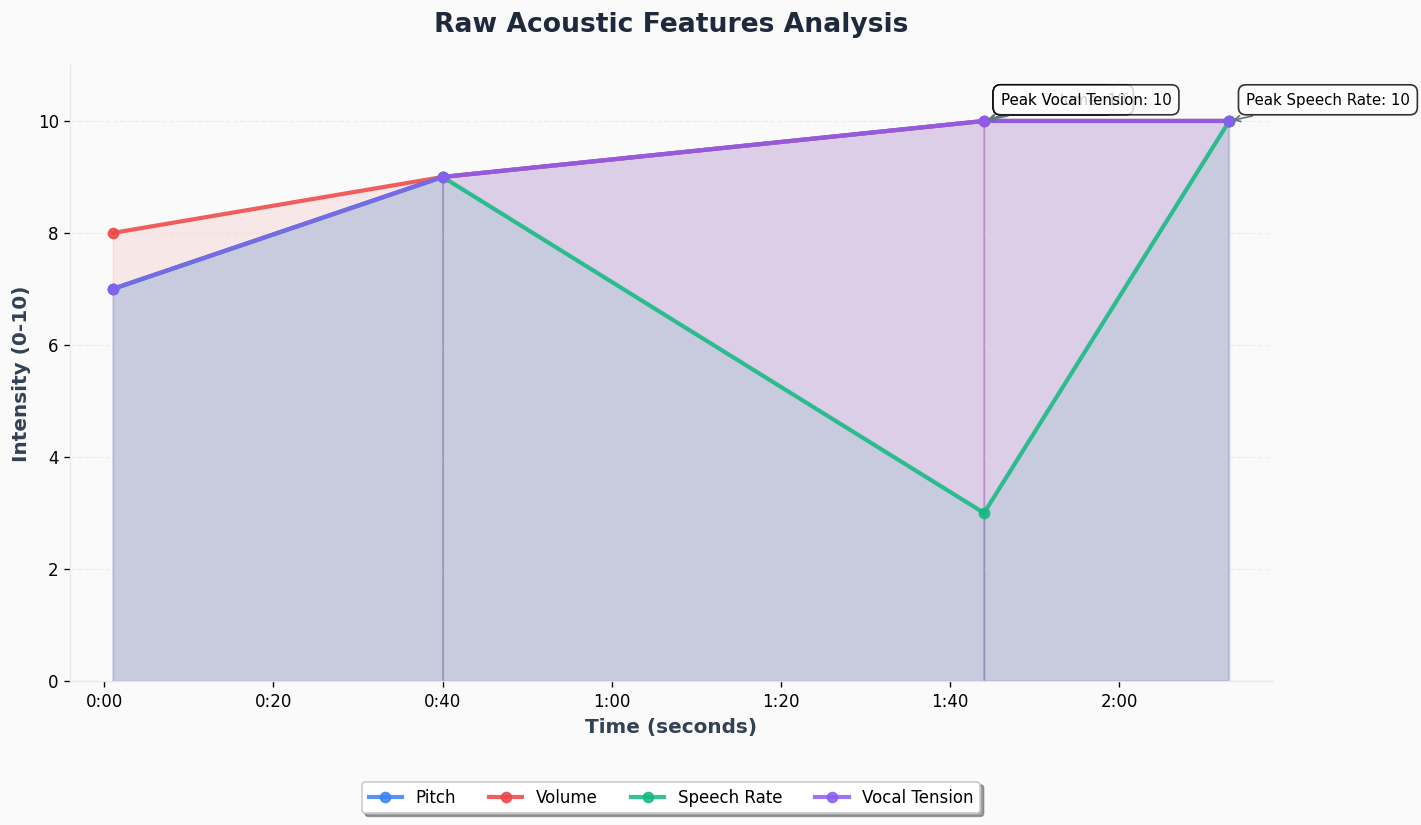 Raw Acoustic Features Analysis
Peak Vocal Tension: 10
Peak Speech Rate: 10
Intensity (0-10)
10
8
6
4
2
0
0:00 0:20 0:40 1:00 1:20 1:40 2:00
Time (seconds)
Pitch Volume Speech Rate Vocal Tension